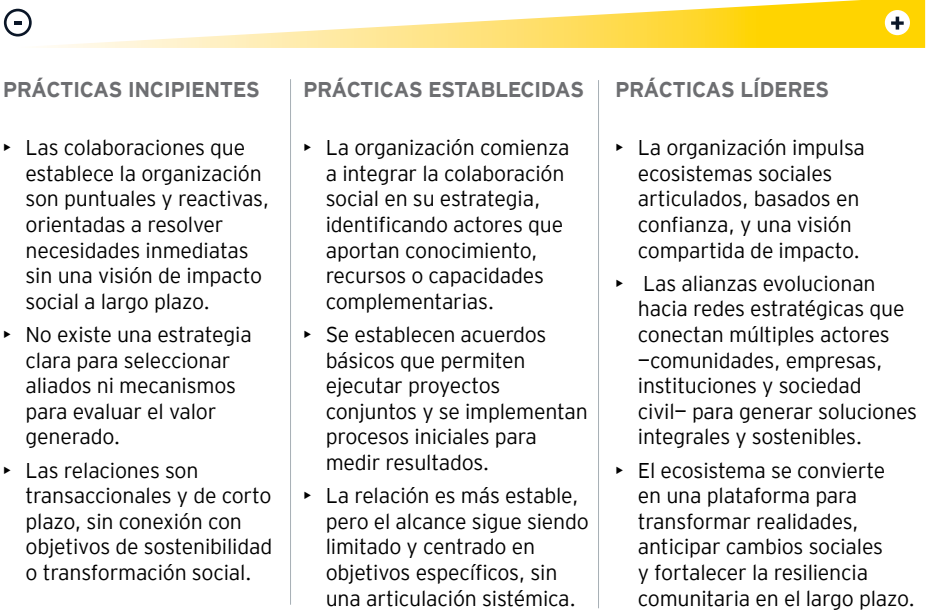 PRÁCTICAS INCIPIENTES
‣ Las colaboraciones que
establece la organización
son puntuales y reactivas,
orientadas a resolver
necesidades inmediatas
sin una visión de impacto
social a largo plazo.
‣ No existe una estrategia
clara para seleccionar
aliados ni mecanismos
para evaluar el valor
generado.
‣ Las relaciones son
transaccionales y de corto
plazo, sin conexión con
objetivos de sostenibilidad
o transformación social.
PRÁCTICAS ESTABLECIDAS
‣ La organización comienza
a integrar la colaboración
social en su estrategia,
identificando actores que
aportan conocimiento,
recursos o capacidades
complementarias.
‣ Se establecen acuerdos
básicos que permiten
ejecutar proyectos
conjuntos y se implementan
procesos iniciales para
medir resultados.
‣ La relación es más estable,
pero el alcance sigue siendo
limitado y centrado en
objetivos específicos, sin
una articulación sistémica.
PRÁCTICAS LÍDERES
‣ La organización impulsa
ecosistemas sociales
articulados, basados en
confianza, y una visión
compartida de impacto.
‣ Las alianzas evolucionan
hacia redes estratégicas que
conectan múltiples actores
—comunidades, empresas,
instituciones y sociedad
civil— para generar soluciones
integrales y sostenibles.
‣ El ecosistema se convierte
en una plataforma para
transformar realidades,
anticipar cambios sociales
y fortalecer la resiliencia
comunitaria en el largo plazo.